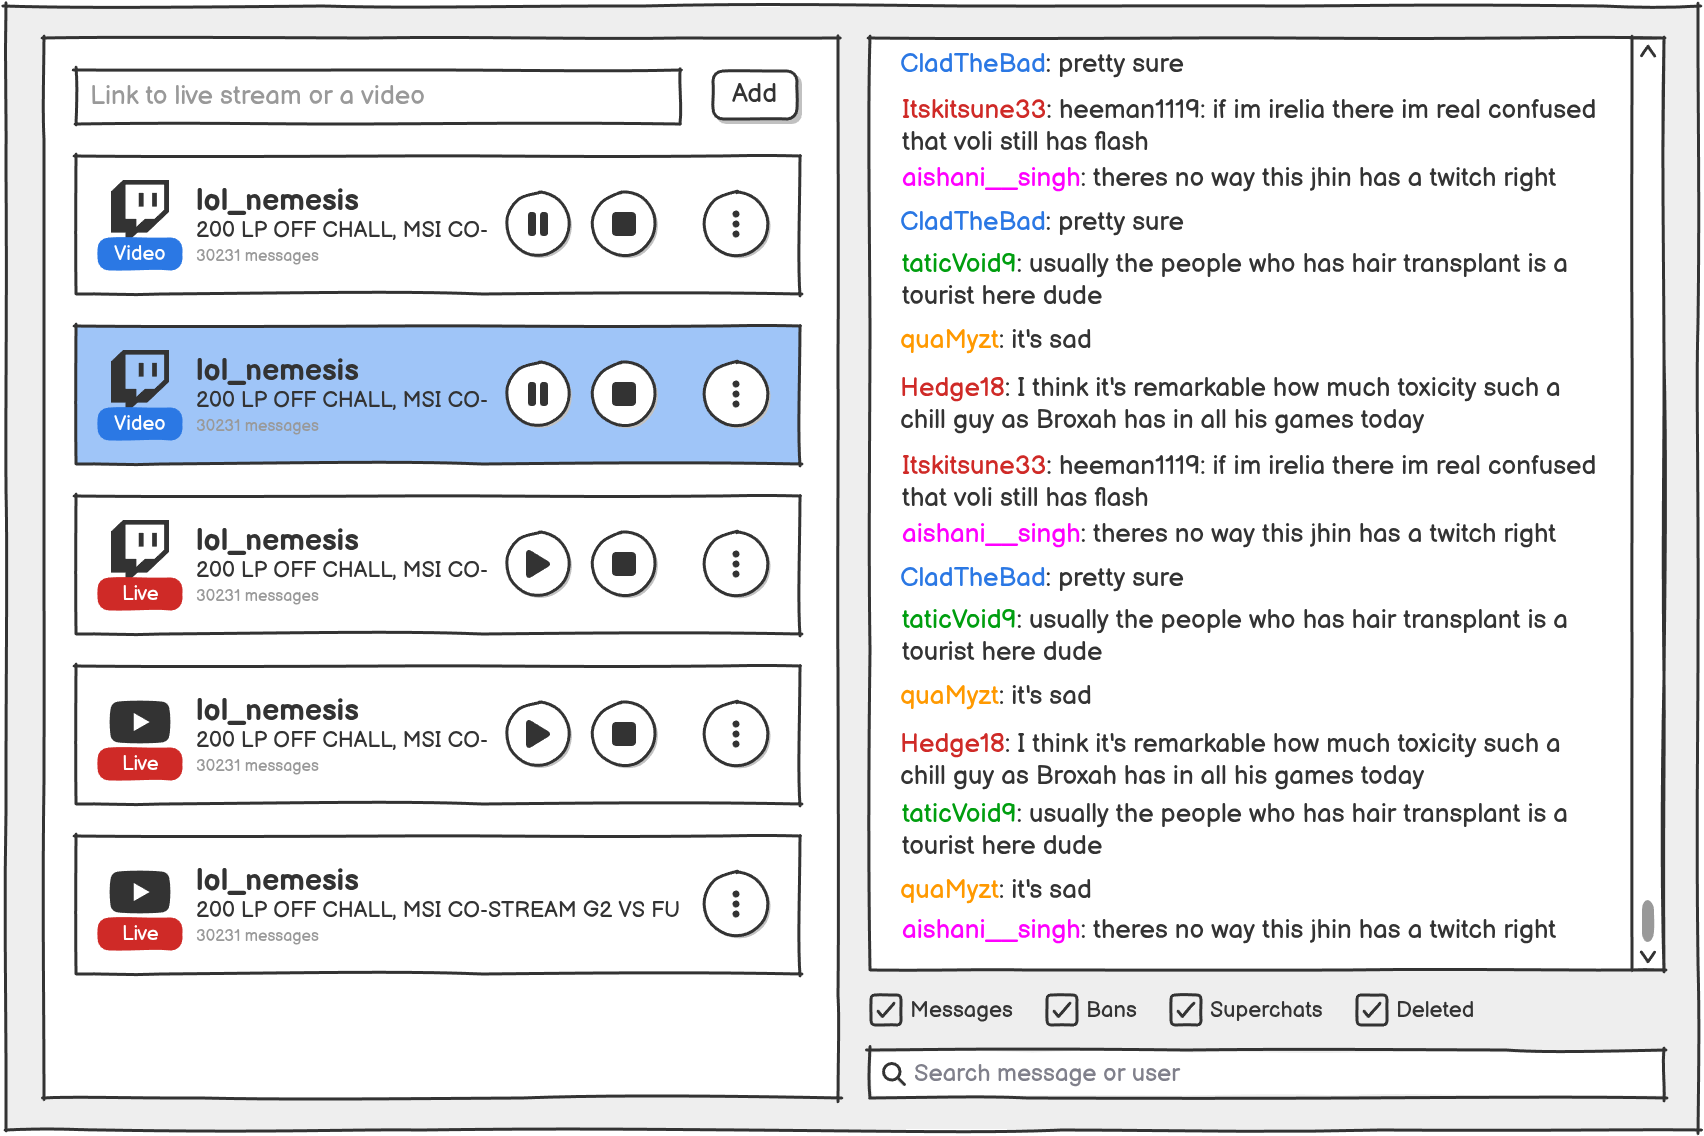 Link to live stream or a video
Add
lol_nemesis
200 LP OFF CHALL, MSI CO-
30231 messages
Video
lol_nemesis
200 LP OFF CHALL, MSI CO-
30231 messages
Video
lol_nemesis
200 LP OFF CHALL, MSI CO-
30231 messages
Live
lol_nemesis
200 LP OFF CHALL, MSI CO-
30231 messages
Live
lol_nemesis
200 LP OFF CHALL, MSI CO-STREAM G2 VS FU
30231 messages
Live
CladTheBad: pretty sure
Itskitsune33: heeman1119: if im irelia there im real confused
that voli still has flash
aishani__singh: theres no way this jhin has a twitch right
CladTheBad: pretty sure
taticVoid9: usually the people who has hair transplant is a
tourist here dude
quaMyzt: it's sad
Hedge18: I think it's remarkable how much toxicity such a
chill guy as Broxah has in all his games today
Itskitsune33: heeman1119: if im irelia there im real confused
that voli still has flash
aishani__singh: theres no way this jhin has a twitch right
CladTheBad: pretty sure
taticVoid9: usually the people who has hair transplant is a
tourist here dude
quaMyzt: it's sad
Hedge18: I think it's remarkable how much toxicity such a
chill guy as Broxah has in all his games today
taticVoid9: usually the people who has hair transplant is a
tourist here dude
quaMyzt: it's sad
aishani__singh: theres no way this jhin has a twitch right
Messages
Bans
Superchats
Deleted
Search message or user